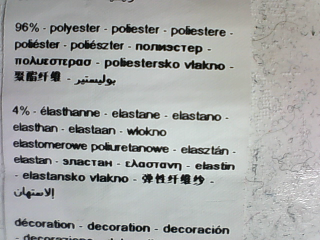 96% - polyester - poliester - poliestere -
poliéster - poliészter - полиэстер -
πολυεστερασ - poliestersko vlakno -
聚酯纤维 - بوليستير
4% - élasthanne - elastane - elastano -
elasthan - elastaan - włokno
elastomerowe poliuretanowe - elasztán -
elastan - эластан - ελαστανη - elastin
- elastansko vlakno - 弹性纤维纱 -
الاستهان
décoration - decoration - decoración